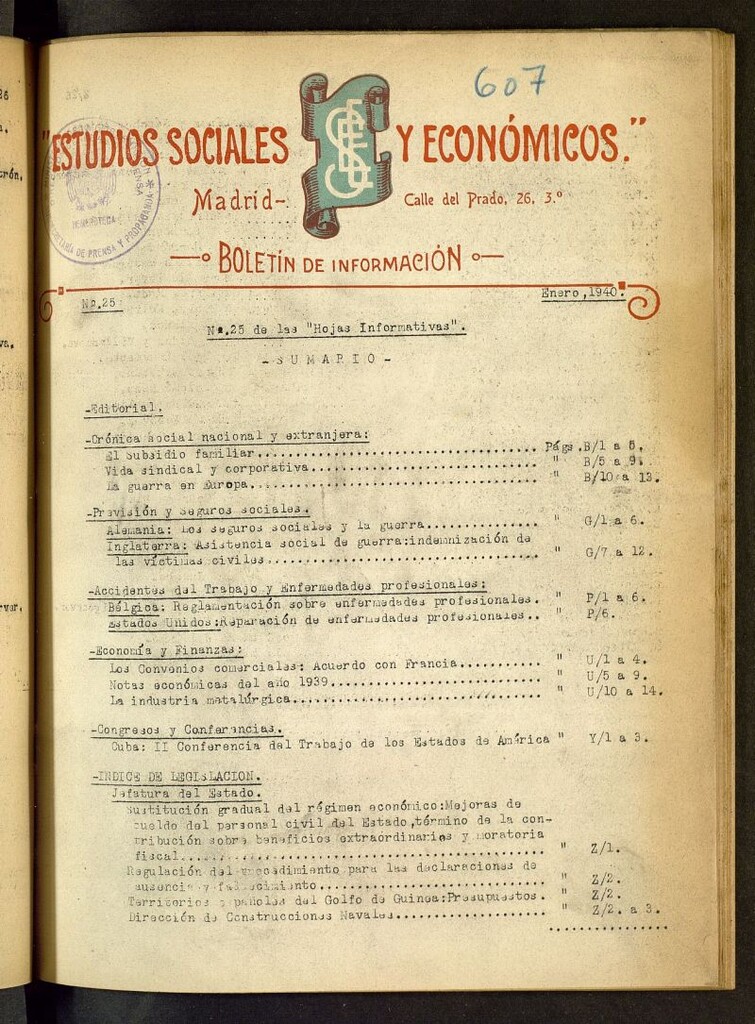 607
"ESTUDIOS SOCIALES Y ECONÓMICOS."
Madrid- Calle del Prado, 26, 3.º
BOLETÍN DE INFORMACIÓN
Nº.25
Enero,1940.
Nº.25 de las "Hojas Informativas".
- S U M A R I O -
-Editorial.
-Crónica social nacional y extranjera:
El Subsidio familiar.................................. Págs.B/1 a 5.
Vida sindical y corporativa........................... " B/5 a 9.
La guerra en Europa................................... " B/10 a 13.
-Previsión y seguros sociales.
Alemania: Los seguros sociales y la guerra............ " G/1 a 6.
Inglaterra: Asistencia social de guerra:indemnización de
las víctimas civiles.................................. " G/7 a 12.
-Accidentes del Trabajo y Enfermedades profesionales:
Bélgica: Reglamentación sobre enfermedades profesionales. " P/1 a 6.
Estados Unidos:Reparación de enfermedades profesionales.. " P/6.
-Economía y Finanzas:
Los Convenios comerciales: Acuerdo con Francia........... " U/1 a 4.
Notas económicas del año 1939............................ " U/5 a 9.
La industria metalúrgica................................. " U/10 a 14.
-Congresos y Conferencias.
Cuba: II Conferencia del Trabajo de los Estados de América " Y/1 a 3.
-INDICE DE LEGISLACION.
Jefatura del Estado.
Sustitución gradual del régimen económico:Mejoras de
sueldo del personal civil del Estado,término de la con-
tribución sobre beneficios extraordinarios y moratoria
fiscal................................................ " Z/1.
Regulación del procedimiento para las declaraciones de
ausencia y fallecimiento.............................. " Z/2.
Territorios españoles del Golfo de Guinea:Presupuestos. " Z/2.
Dirección de Construcciones Navales................... " Z/2. a 3.
..............